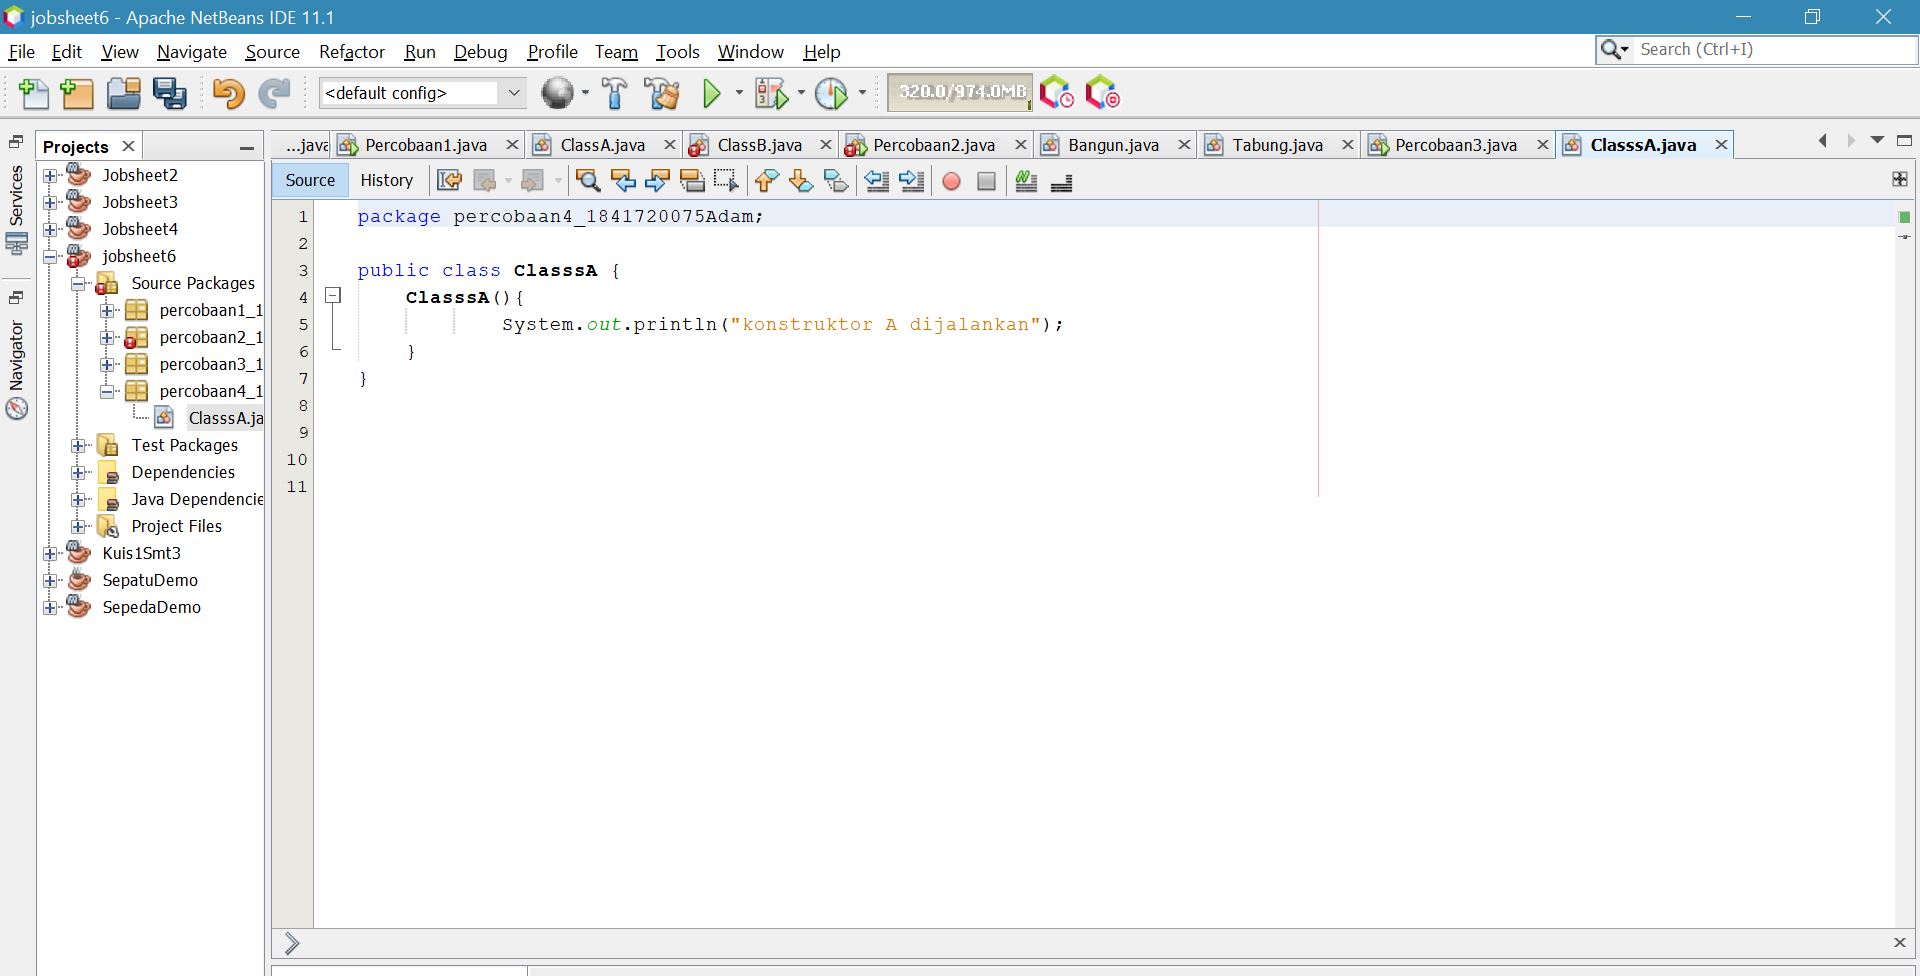 jobsheet6 - Apache NetBeans IDE 11.1
File Edit View Navigate Source Refactor Run Debug Profile Team Tools Window Help
Search (Ctrl+I)
<default config>
320.0/974.0MB
Services
Navigator
Projects
Jobsheet2
Jobsheet3
Jobsheet4
jobsheet6
Source Packages
percobaan1_1
percobaan2_1
percobaan3_1
percobaan4_1
ClasssA.ja
Test Packages
Dependencies
Java Dependencie
Project Files
Kuis1Smt3
SepatuDemo
SepedaDemo
...java Percobaan1.java ClassA.java ClassB.java Percobaan2.java Bangun.java Tabung.java Percobaan3.java ClasssA.java
Source History
1 package percobaan4_1841720075Adam;
2
3 public class ClasssA {
4 ClasssA(){
5 System.out.println("konstruktor A dijalankan");
6 }
7 }
8
9
10
11